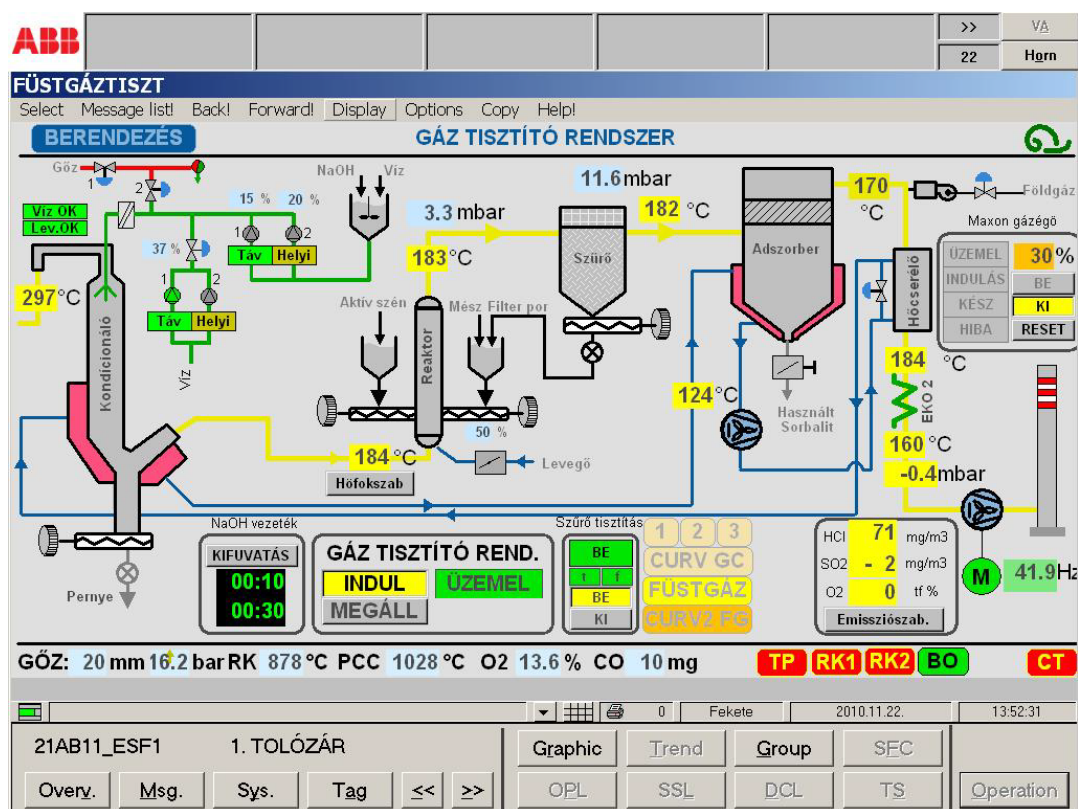 ABB
>> VA
22 Horn
FÜSTGÁZTISZT
Select Message list! Back! Forward! Display Options Copy Help!
BERENDEZÉS GÁZ TISZTÍTÓ RENDSZER
Gőz
1
2
Víz OK
Lev.OK
15 % 20 %
NaOH Víz
1 2
Táv Helyi
37 %
1 2
Táv Helyi
Víz
297°C
Kondicionáló
Pernye
3.3 mbar
183°C
11.6 mbar
182 °C
Szűrő
Aktív szén
Mész Filter por
Reaktor
50 %
184°C
Hőfokszab
Levegő
Adszorber
124°C
Használt
Sorbalit
170
°C
Földgáz
Maxon gázégő
ÜZEMEL 30%
INDULÁS BE
KÉSZ KI
HIBA RESET
Hőcserélő
184 °C
EKO 2
160 °C
-0.4mbar
NaOH vezeték
KIFUVATÁS
00:10
00:30
GÁZ TISZTÍTÓ REND.
INDUL ÜZEMEL
MEGÁLL
Szűrő tisztítás
BE
t f
BE
KI
1 2 3
CURV GC
FÜSTGÁZ
CURV2 FG
HCl 71 mg/m3
SO2 - 2 mg/m3
O2 0 tf %
Emissziószab.
M 41.9Hz
GŐZ: 20 mm 16.2 bar RK 878 °C PCC 1028 °C O2 13.6 % CO 10 mg TP RK1 RK2 BO CT
0 Fekete 2010.11.22. 13:52:31
21AB11_ESF1 1. TOLÓZÁR
Graphic Trend Group SFC
Overv. Msg. Sys. Tag << >> OPL SSL DCL TS Operation